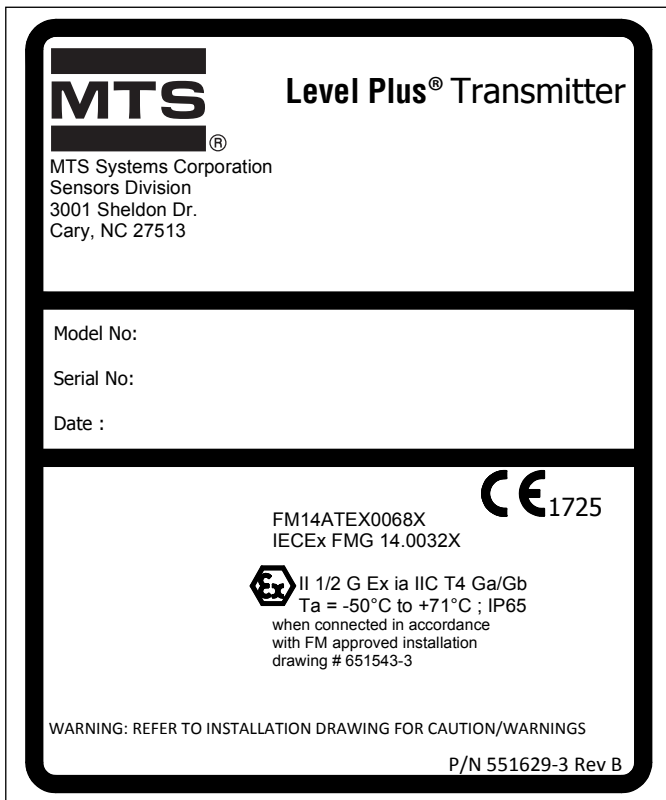 MTS
®
Level Plus® Transmitter
MTS Systems Corporation
Sensors Division
3001 Sheldon Dr.
Cary, NC 27513
Model No:
Serial No:
Date :
CE 1725
FM14ATEX0068X
IECEx FMG 14.0032X
Ex II 1/2 G Ex ia IIC T4 Ga/Gb
Ta = -50°C to +71°C ; IP65
when connected in accordance
with FM approved installation
drawing # 651543-3
WARNING: REFER TO INSTALLATION DRAWING FOR CAUTION/WARNINGS
P/N 551629-3 Rev B